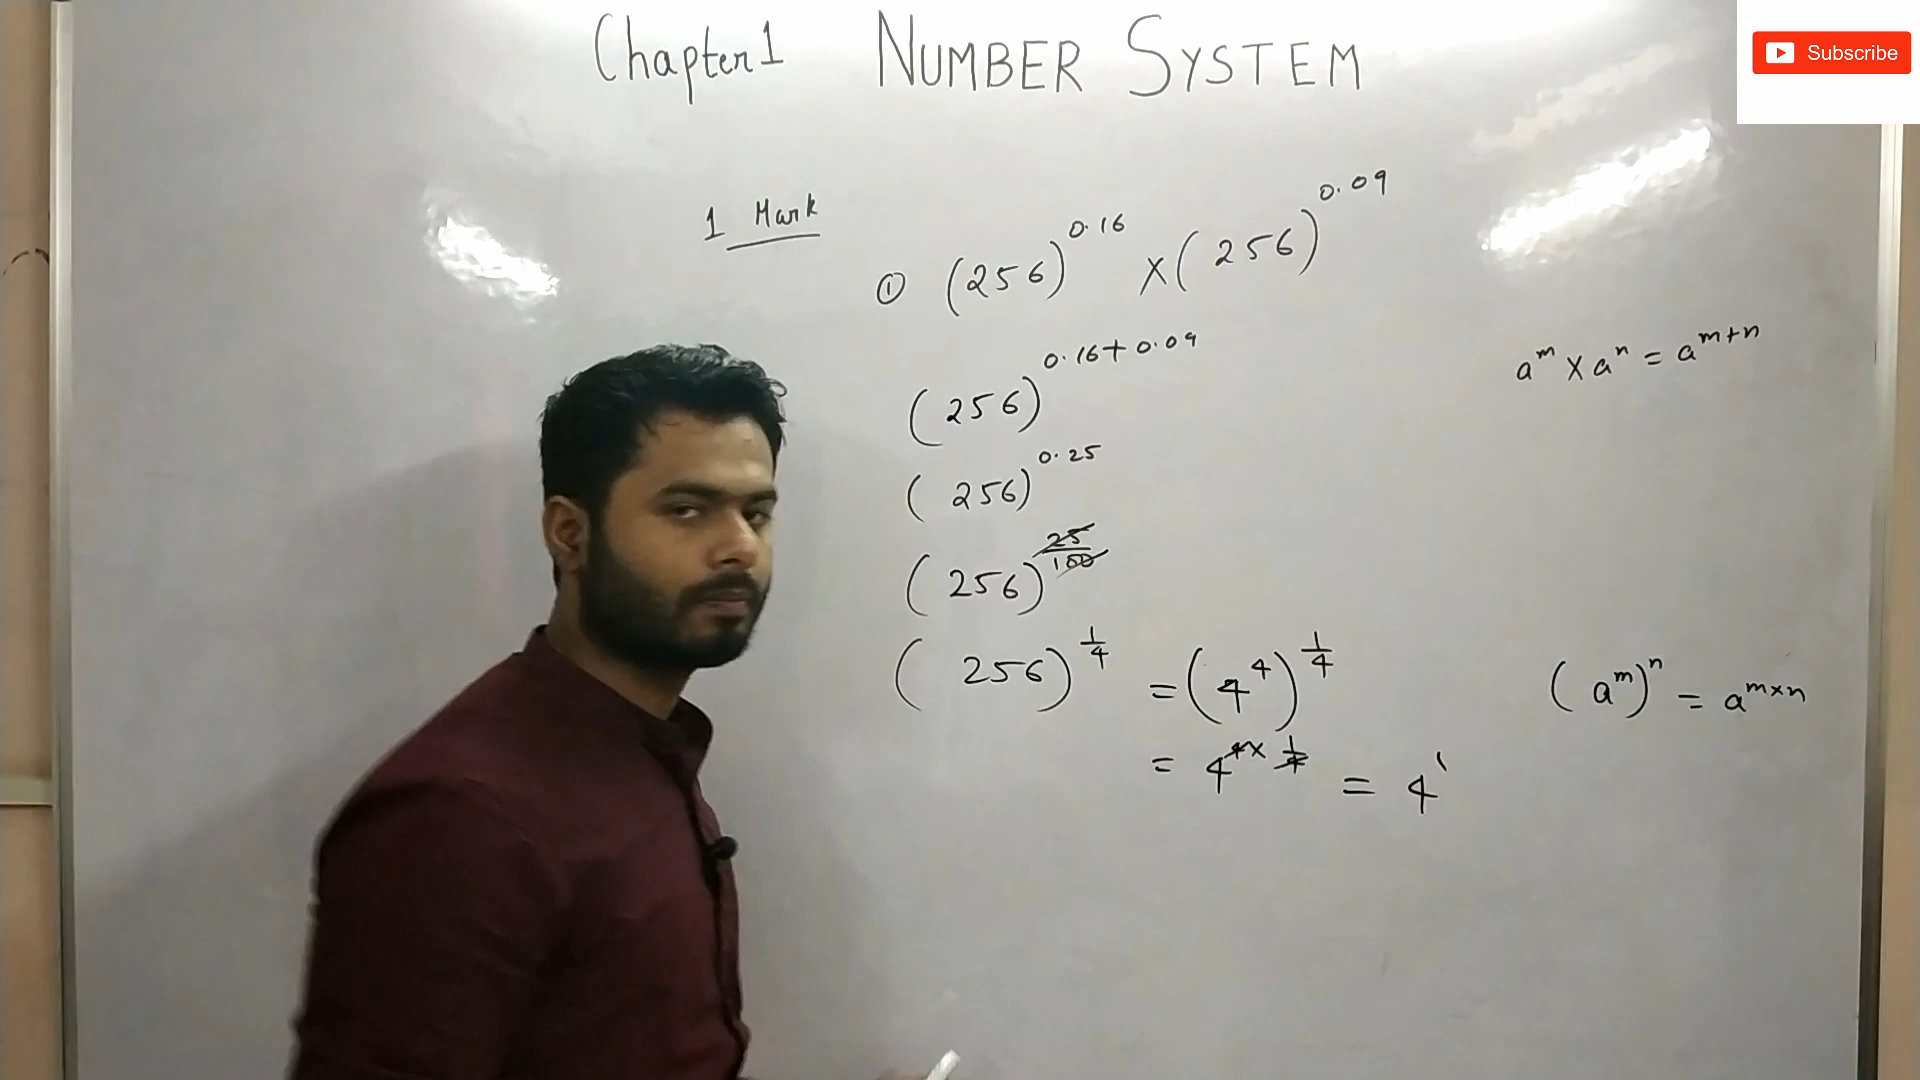 Chapter 1 NUMBER SYSTEM
Subscribe
1 Mark
① (256)^0.16 × (256)^0.09
(256)^0.16+0.09
a^m × a^n = a^m+n
(256)^0.25
(256)^25/100
(256)^1/4 = (4^4)^1/4
(a^m)^n = a^m×n
= 4^4×1/4 = 4^1